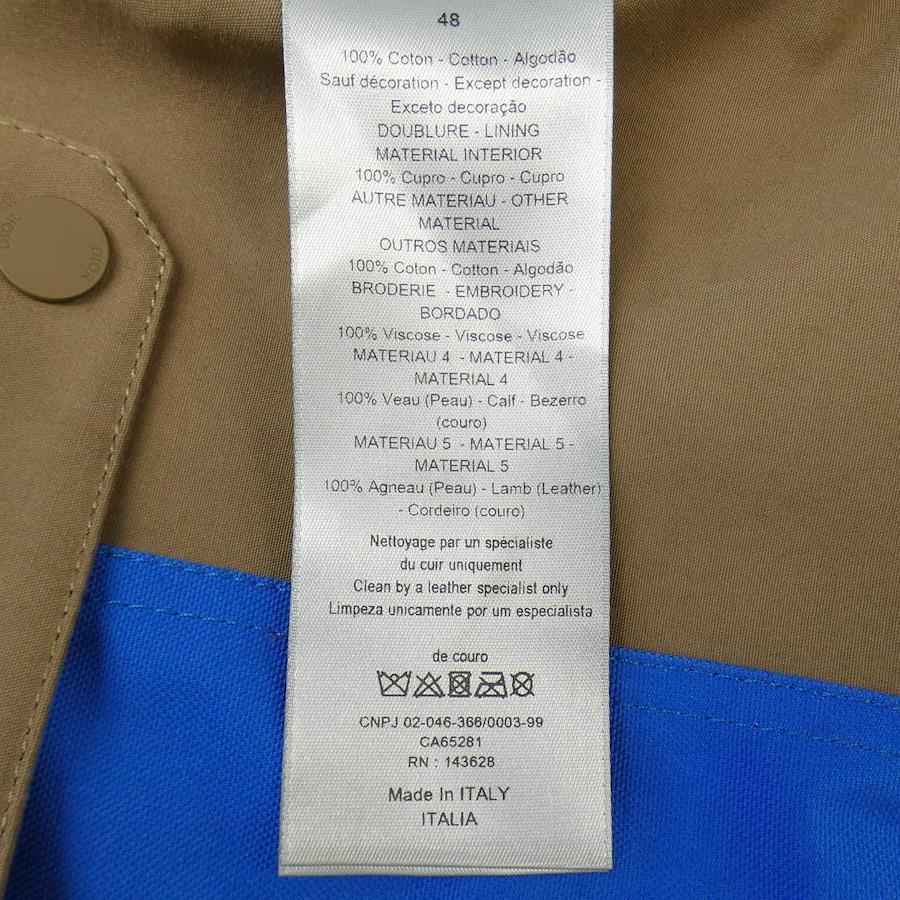 48
100% Coton - Cotton - Algodão
Sauf décoration - Except decoration -
Exceto decoração
DOUBLURE - LINING
MATERIAL INTERIOR
100% Cupro - Cupro - Cupro
AUTRE MATERIAU - OTHER
MATERIAL
OUTROS MATERIAIS
100% Coton - Cotton - Algodão
BRODERIE - EMBROIDERY -
BORDADO
100% Viscose - Viscose - Viscose
MATERIAU 4 - MATERIAL 4 -
MATERIAL 4
100% Veau (Peau) - Calf - Bezerro
(couro)
MATERIAU 5 - MATERIAL 5 -
MATERIAL 5
100% Agneau (Peau) - Lamb (Leather)
- Cordeiro (couro)
Nettoyage par un spécialiste
du cuir uniquement
Clean by a leather specialist only
Limpeza unicamente por um especialista
de couro
CNPJ 02-046-366/0003-99
CA65281
RN : 143628
Made In ITALY
ITALIA
DIOR
DIOR